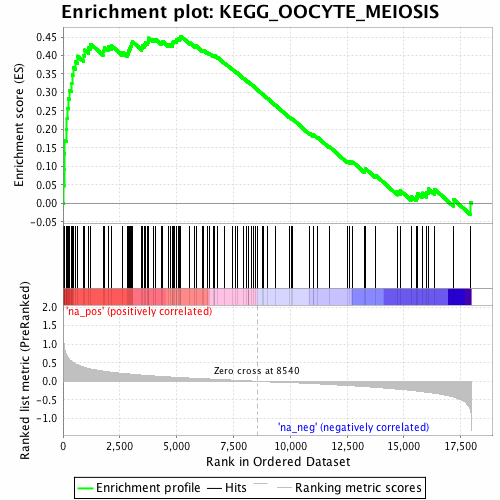 Enrichment plot: KEGG_OOCYTE_MEIOSIS
Enrichment score (ES)
0.45
0.40
0.35
0.30
0.25
0.20
0.15
0.10
0.05
0.00
-0.05
'na_pos' (positively correlated)
Ranked list metric (PreRanked)
2.0
1.5
1.0
0.5
0.0
-0.5
-1.0
Zero cross at 8540
'na_neg' (negatively correlated)
0 2,500 5,000 7,500 10,000 12,500 15,000 17,500
Rank in Ordered Dataset
Enrichment profile Hits Ranking metric scores